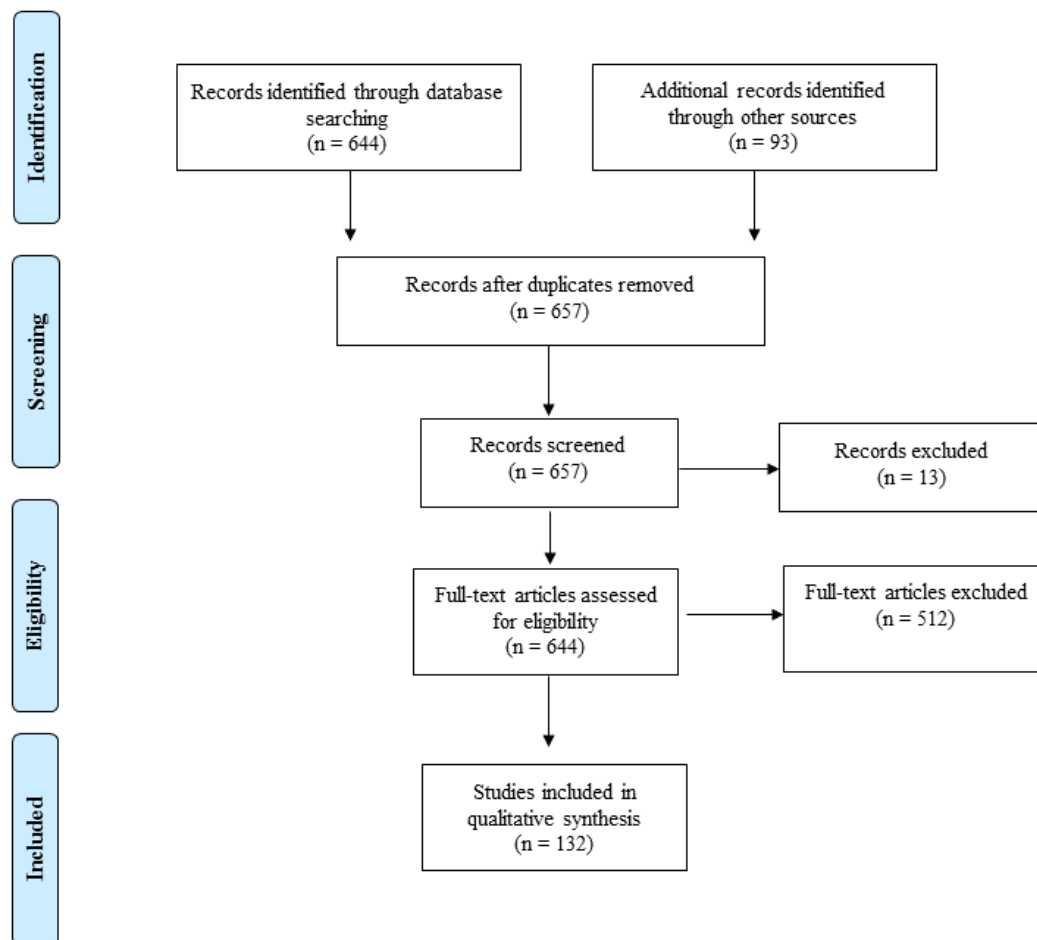 Identification
Records identified through database
searching
(n = 644)
Additional records identified
through other sources
(n = 93)
Screening
Records after duplicates removed
(n = 657)
Records screened
(n = 657)
Records excluded
(n = 13)
Eligibility
Full-text articles assessed
for eligibility
(n = 644)
Full-text articles excluded
(n = 512)
Included
Studies included in
qualitative synthesis
(n = 132)